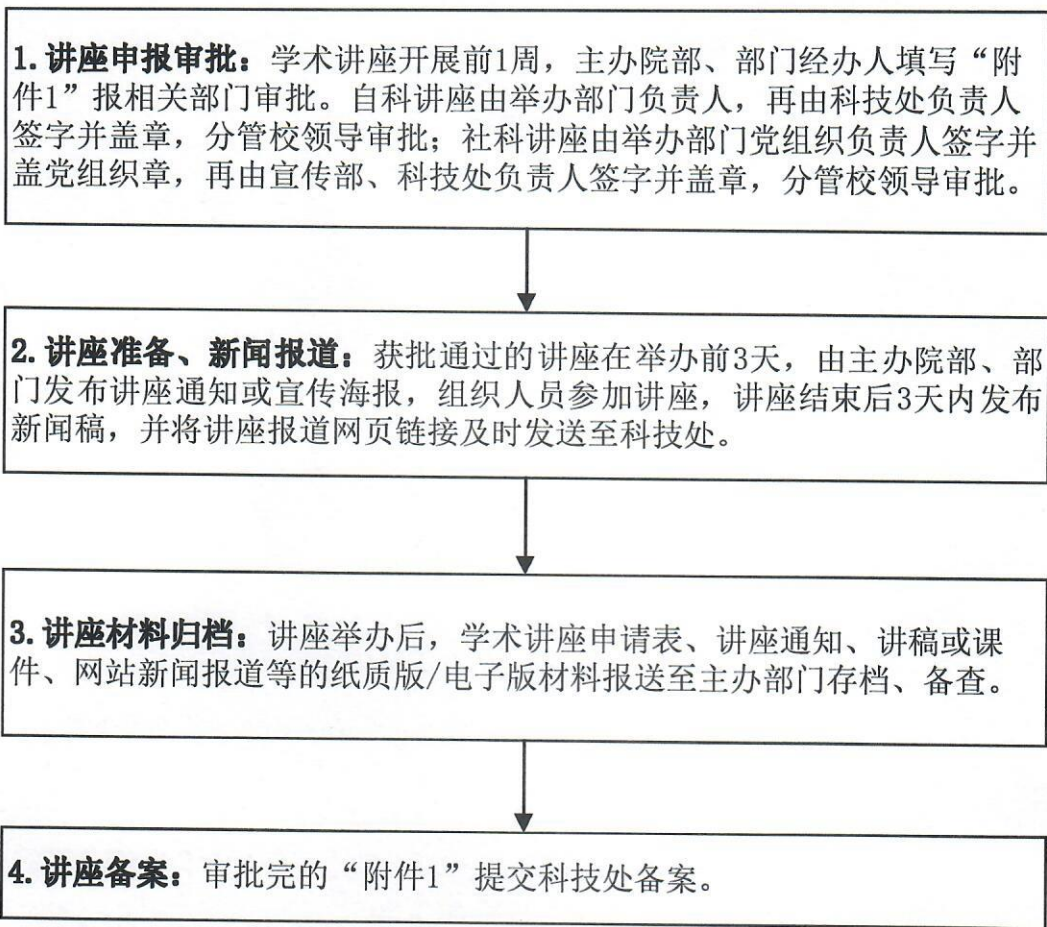 1. 讲座申报审批：学术讲座开展前1周，主办院部、部门经办人填写“附
件1”报相关部门审批。自科讲座由举办部门负责人，再由科技处负责人
签字并盖章，分管校领导审批；社科讲座由举办部门党组织负责人签字并
盖党组织章，再由宣传部、科技处负责人签字并盖章，分管校领导审批。
2. 讲座准备、新闻报道：获批通过的讲座在举办前3天，由主办院部、部
门发布讲座通知或宣传海报，组织人员参加讲座，讲座结束后3天内发布
新闻稿，并将讲座报道网页链接及时发送至科技处。
3. 讲座材料归档：讲座举办后，学术讲座申请表、讲座通知、讲稿或课
件、网站新闻报道等的纸质版/电子版材料报送至主办部门存档、备查。
4. 讲座备案：审批完的“附件1”提交科技处备案。